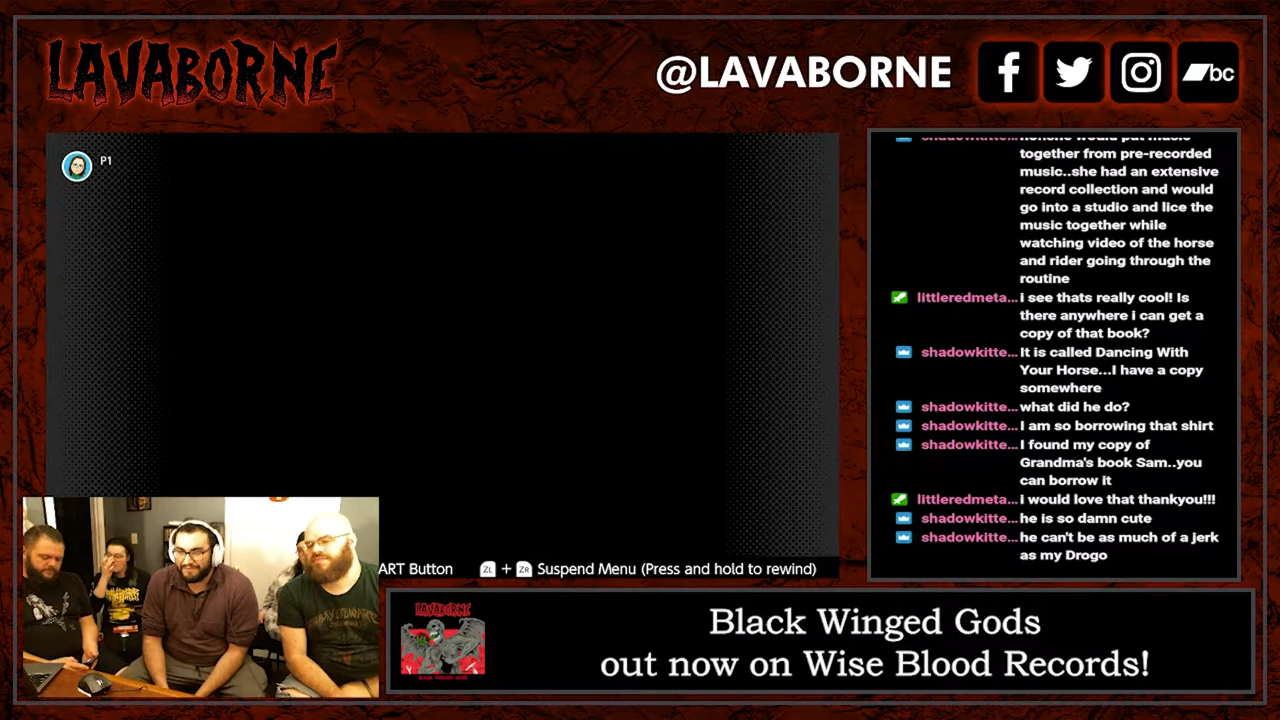 LAVABORNE
@LAVABORNE
bc
P1
together from pre-recorded
music..she had an extensive
record collection and would
go into a studio and lice the
music together while
watching video of the horse
and rider going through the
routine
littleredmeta... i see thats really cool! Is
there anywhere i can get a
copy of that book?
shadowkitte... It is called Dancing With
Your Horse...I have a copy
somewhere
shadowkitte... what did he do?
shadowkitte... I am so borrowing that shirt
shadowkitte... I found my copy of
Grandma's book Sam..you
can borrow it
littleredmeta... i would love that thankyou!!!
shadowkitte... he is so damn cute
shadowkitte... he can't be as much of a jerk
as my Drogo
ART Button ZL + ZR Suspend Menu (Press and hold to rewind)
LAVABORNE
BLACK WINGED GODS
Black Winged Gods
out now on Wise Blood Records!